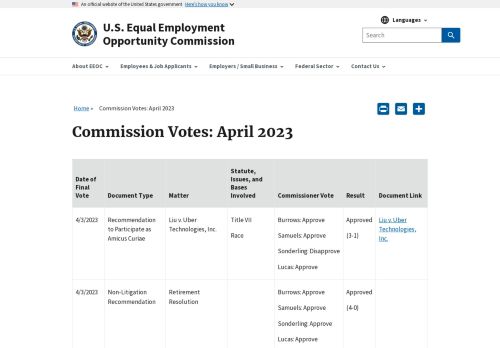 An official website of the United States government Here's how you know
Languages
U.S. Equal Employment
Opportunity Commission
Search
About EEOC
Employees & Job Applicants
Employers / Small Business
Federal Sector
Contact Us
Home » Commission Votes: April 2023
Commission Votes: April 2023
Date of
Final
Vote
Document Type
Matter
Statute,
Issues, and
Bases
Involved
Commissioner Vote
Result
Document Link
4/3/2023
Recommendation
to Participate as
Amicus Curiae
Liu v. Uber
Technologies, Inc.
Title VII
Race
Burrows: Approve
Samuels: Approve
Sonderling: Disapprove
Lucas: Approve
Approved
(3-1)
Liu v. Uber
Technologies,
Inc.
4/3/2023
Non-Litigation
Recommendation
Retirement
Resolution
Burrows: Approve
Samuels: Approve
Sonderling: Approve
Lucas: Approve
Approved
(4-0)